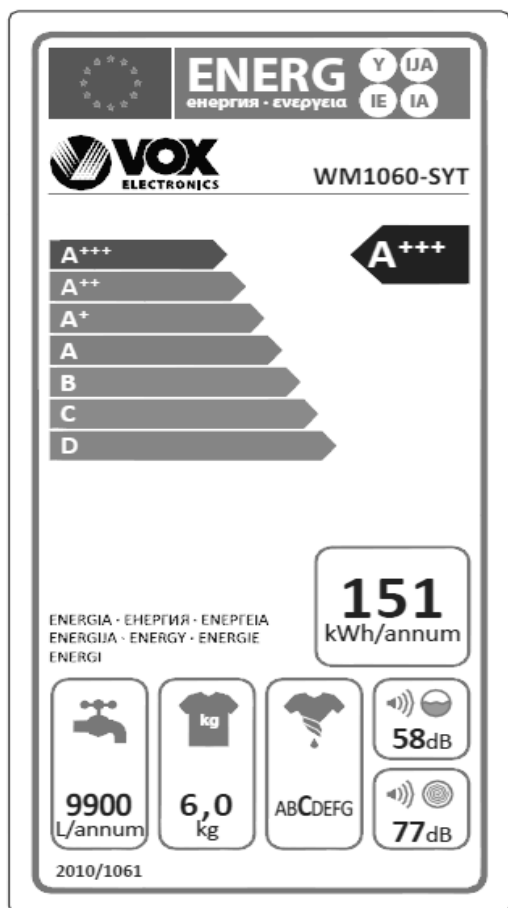 ENERG
енергия · ενεργεια
Y
IJA
IE
IA
VOX
ELECTRONICS
WM1060-SYT
A+++
A+++
A++
A+
A
B
C
D
151
kWh/annum
ENERGIA · ЕНЕРГИЯ · ΕΝΕΡΓΕΙΑ
ENERGIJA · ENERGY · ENERGIE
ENERGI
9900
L/annum
kg
6,0
kg
ABCDEFG
58dB
77dB
2010/1061